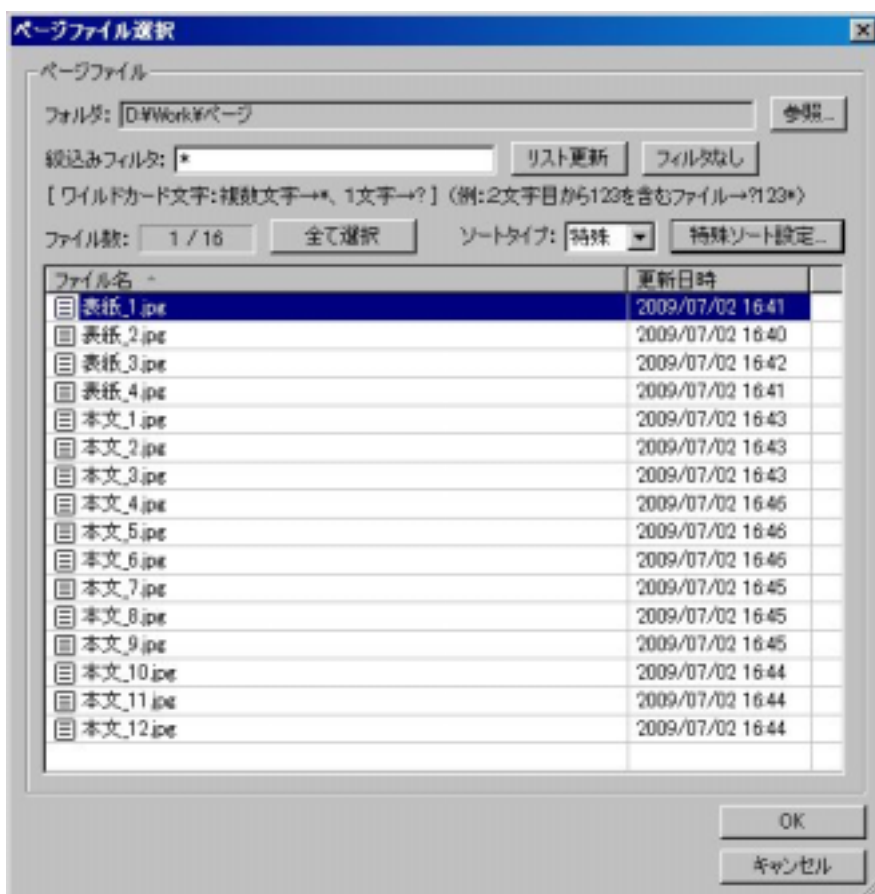 ページファイル選択
ページファイル
フォルダ: D:¥Work¥ページ 参照...
絞込みフィルタ: * リスト更新 フィルタなし
[ ワイルドカード文字:複数文字→*、1文字→? ] (例:2文字目から123を含むファイル→?123*)
ファイル数: 1 / 16 全て選択 ソートタイプ: 特殊 特殊ソート設定...
ファイル名 更新日時
表紙_1.jpg 2009/07/02 16:41
表紙_2.jpg 2009/07/02 16:40
表紙_3.jpg 2009/07/02 16:42
表紙_4.jpg 2009/07/02 16:41
本文_1.jpg 2009/07/02 16:43
本文_2.jpg 2009/07/02 16:43
本文_3.jpg 2009/07/02 16:43
本文_4.jpg 2009/07/02 16:46
本文_5.jpg 2009/07/02 16:46
本文_6.jpg 2009/07/02 16:46
本文_7.jpg 2009/07/02 16:45
本文_8.jpg 2009/07/02 16:45
本文_9.jpg 2009/07/02 16:45
本文_10.jpg 2009/07/02 16:44
本文_11.jpg 2009/07/02 16:44
本文_12.jpg 2009/07/02 16:44
OK
キャンセル